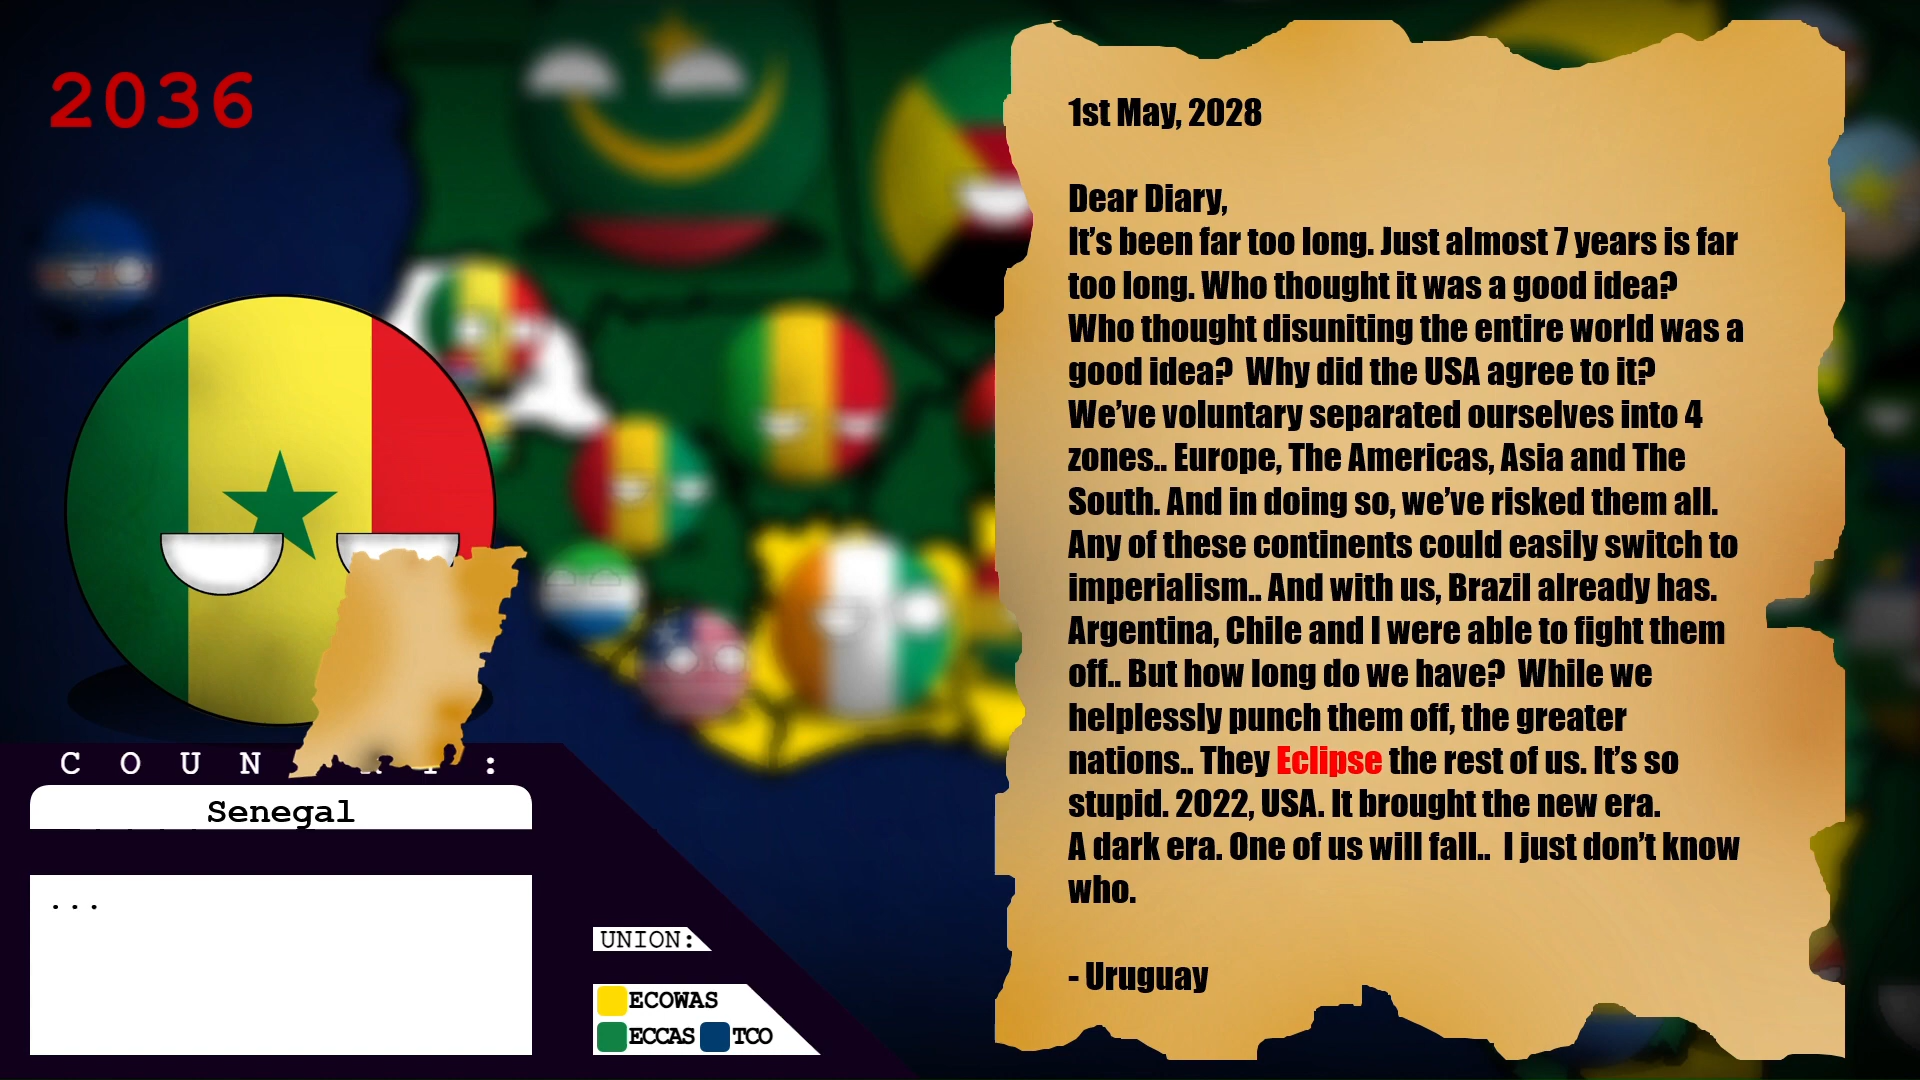 2036
1st May, 2028
Dear Diary,
It's been far too long. Just almost 7 years is far
too long. Who thought it was a good idea?
Who thought disuniting the entire world was a
good idea?  Why did the USA agree to it?
We've voluntary separated ourselves into 4
zones.. Europe, The Americas, Asia and The
South. And in doing so, we've risked them all.
Any of these continents could easily switch to
imperialism.. And with us, Brazil already has.
Argentina, Chile and I were able to fight them
off.. But how long do we have?  While we
helplessly punch them off, the greater
nations.. They Eclipse the rest of us. It's so
stupid. 2022, USA. It brought the new era.
A dark era. One of us will fall..  I just don't know
who.
- Uruguay
Senegal
...
UNION:
ECOWAS
ECCAS TCO